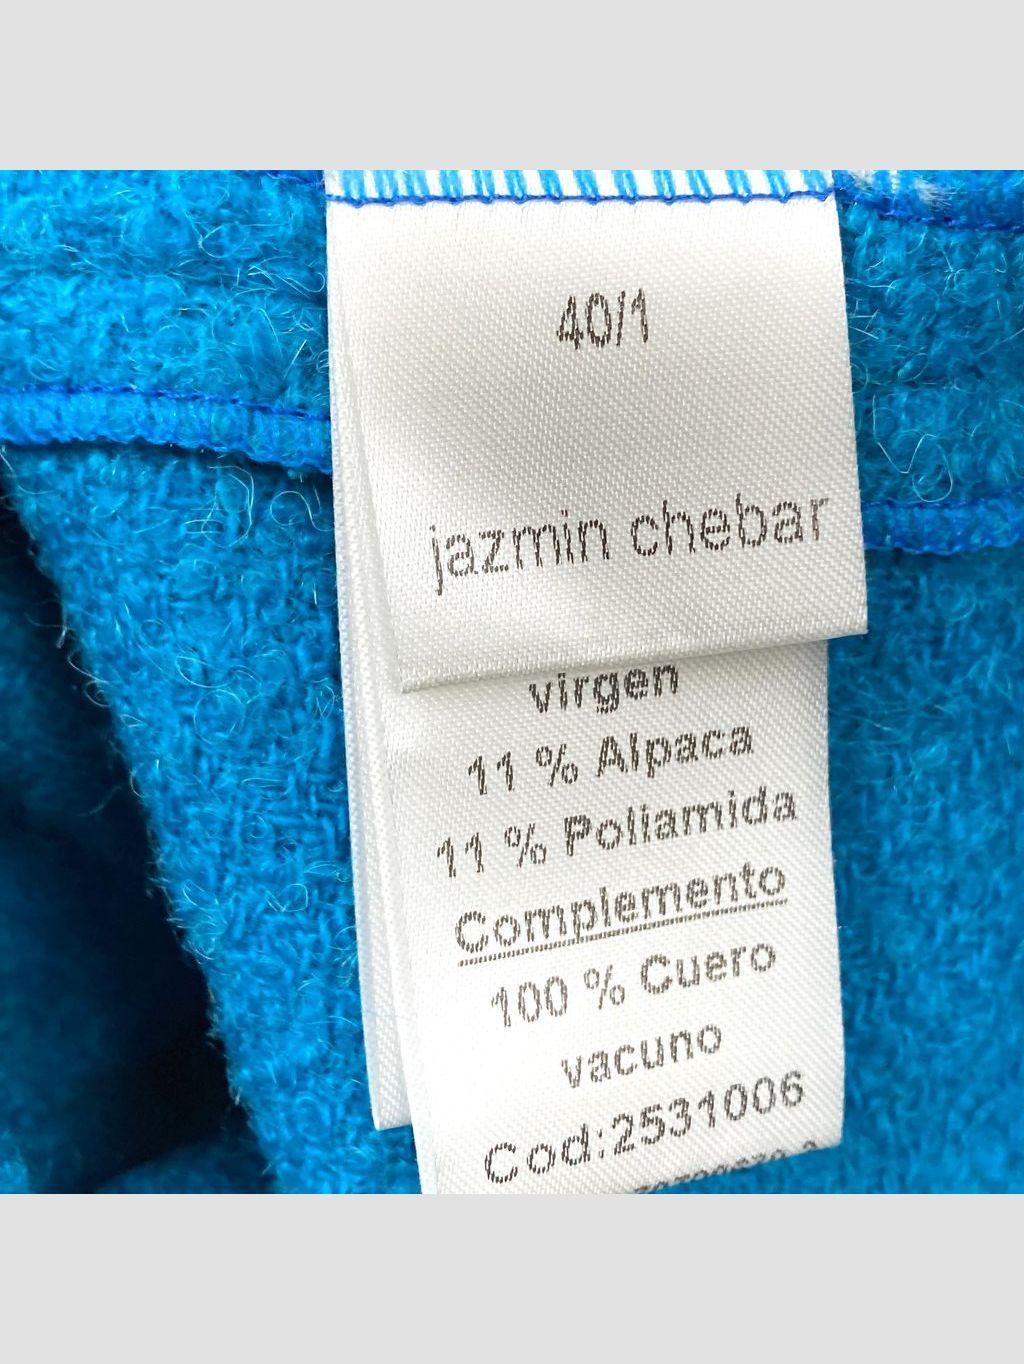 40/1
jazmin chebar
virgen
11 % Alpaca
11 % Poliamida
Complemento
100 % Cuero
vacuno
Cod:2531006